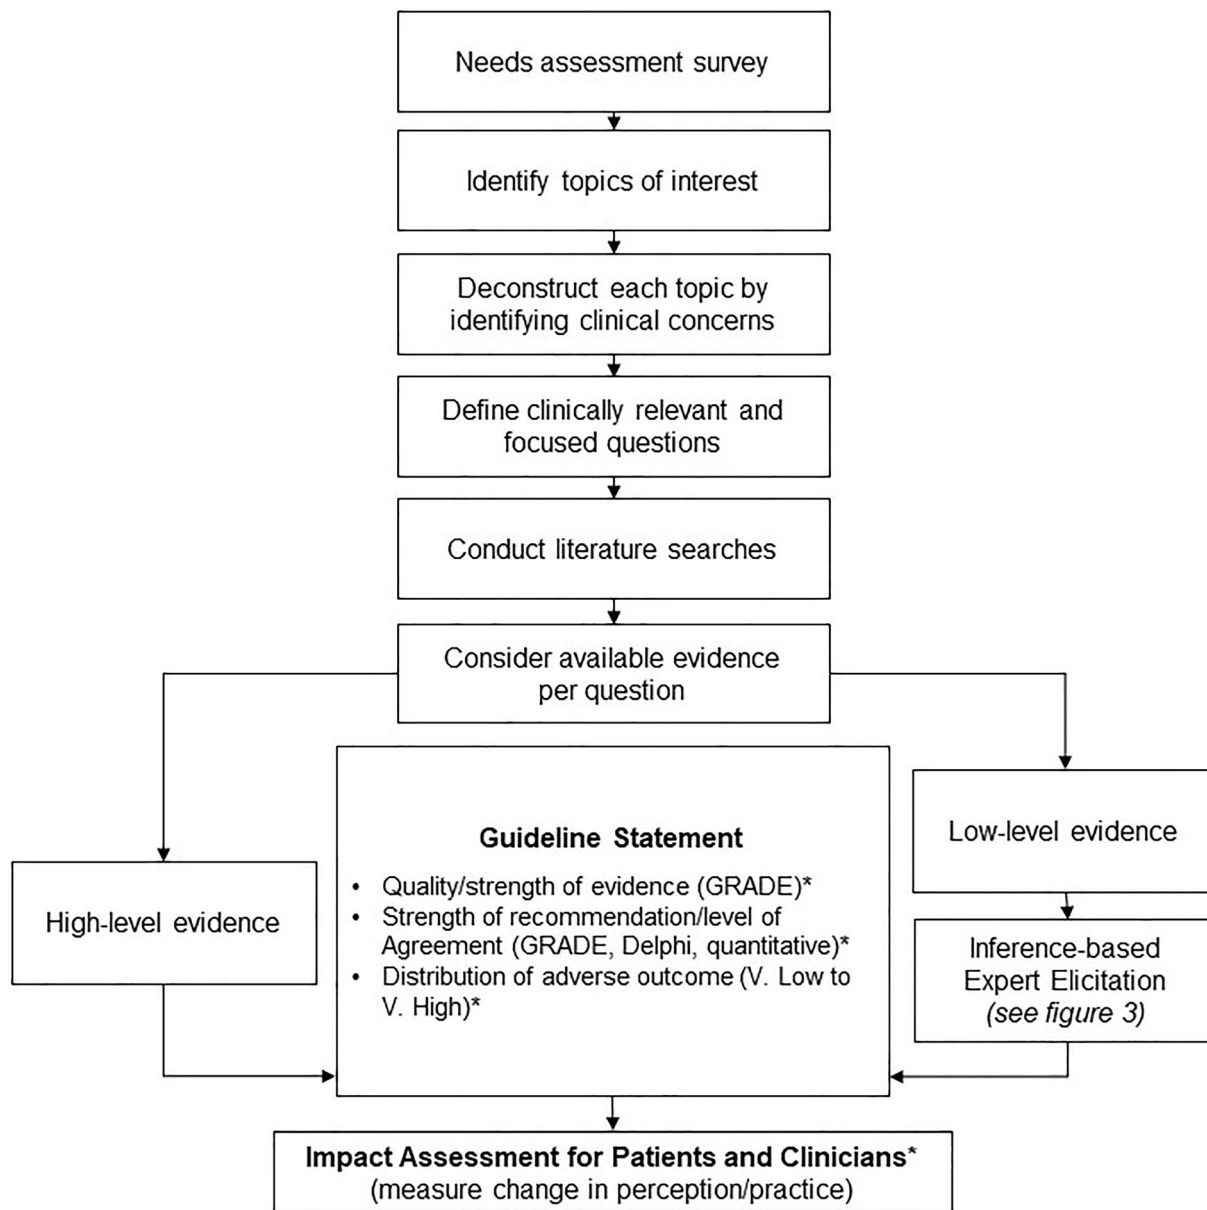 Needs assessment survey
Identify topics of interest
Deconstruct each topic by
identifying clinical concerns
Define clinically relevant and
focused questions
Conduct literature searches
Consider available evidence
per question
High-level evidence
Guideline Statement
• Quality/strength of evidence (GRADE)*
• Strength of recommendation/level of
Agreement (GRADE, Delphi, quantitative)*
• Distribution of adverse outcome (V. Low to
V. High)*
Low-level evidence
Inference-based
Expert Elicitation
(see figure 3)
Impact Assessment for Patients and Clinicians*
(measure change in perception/practice)